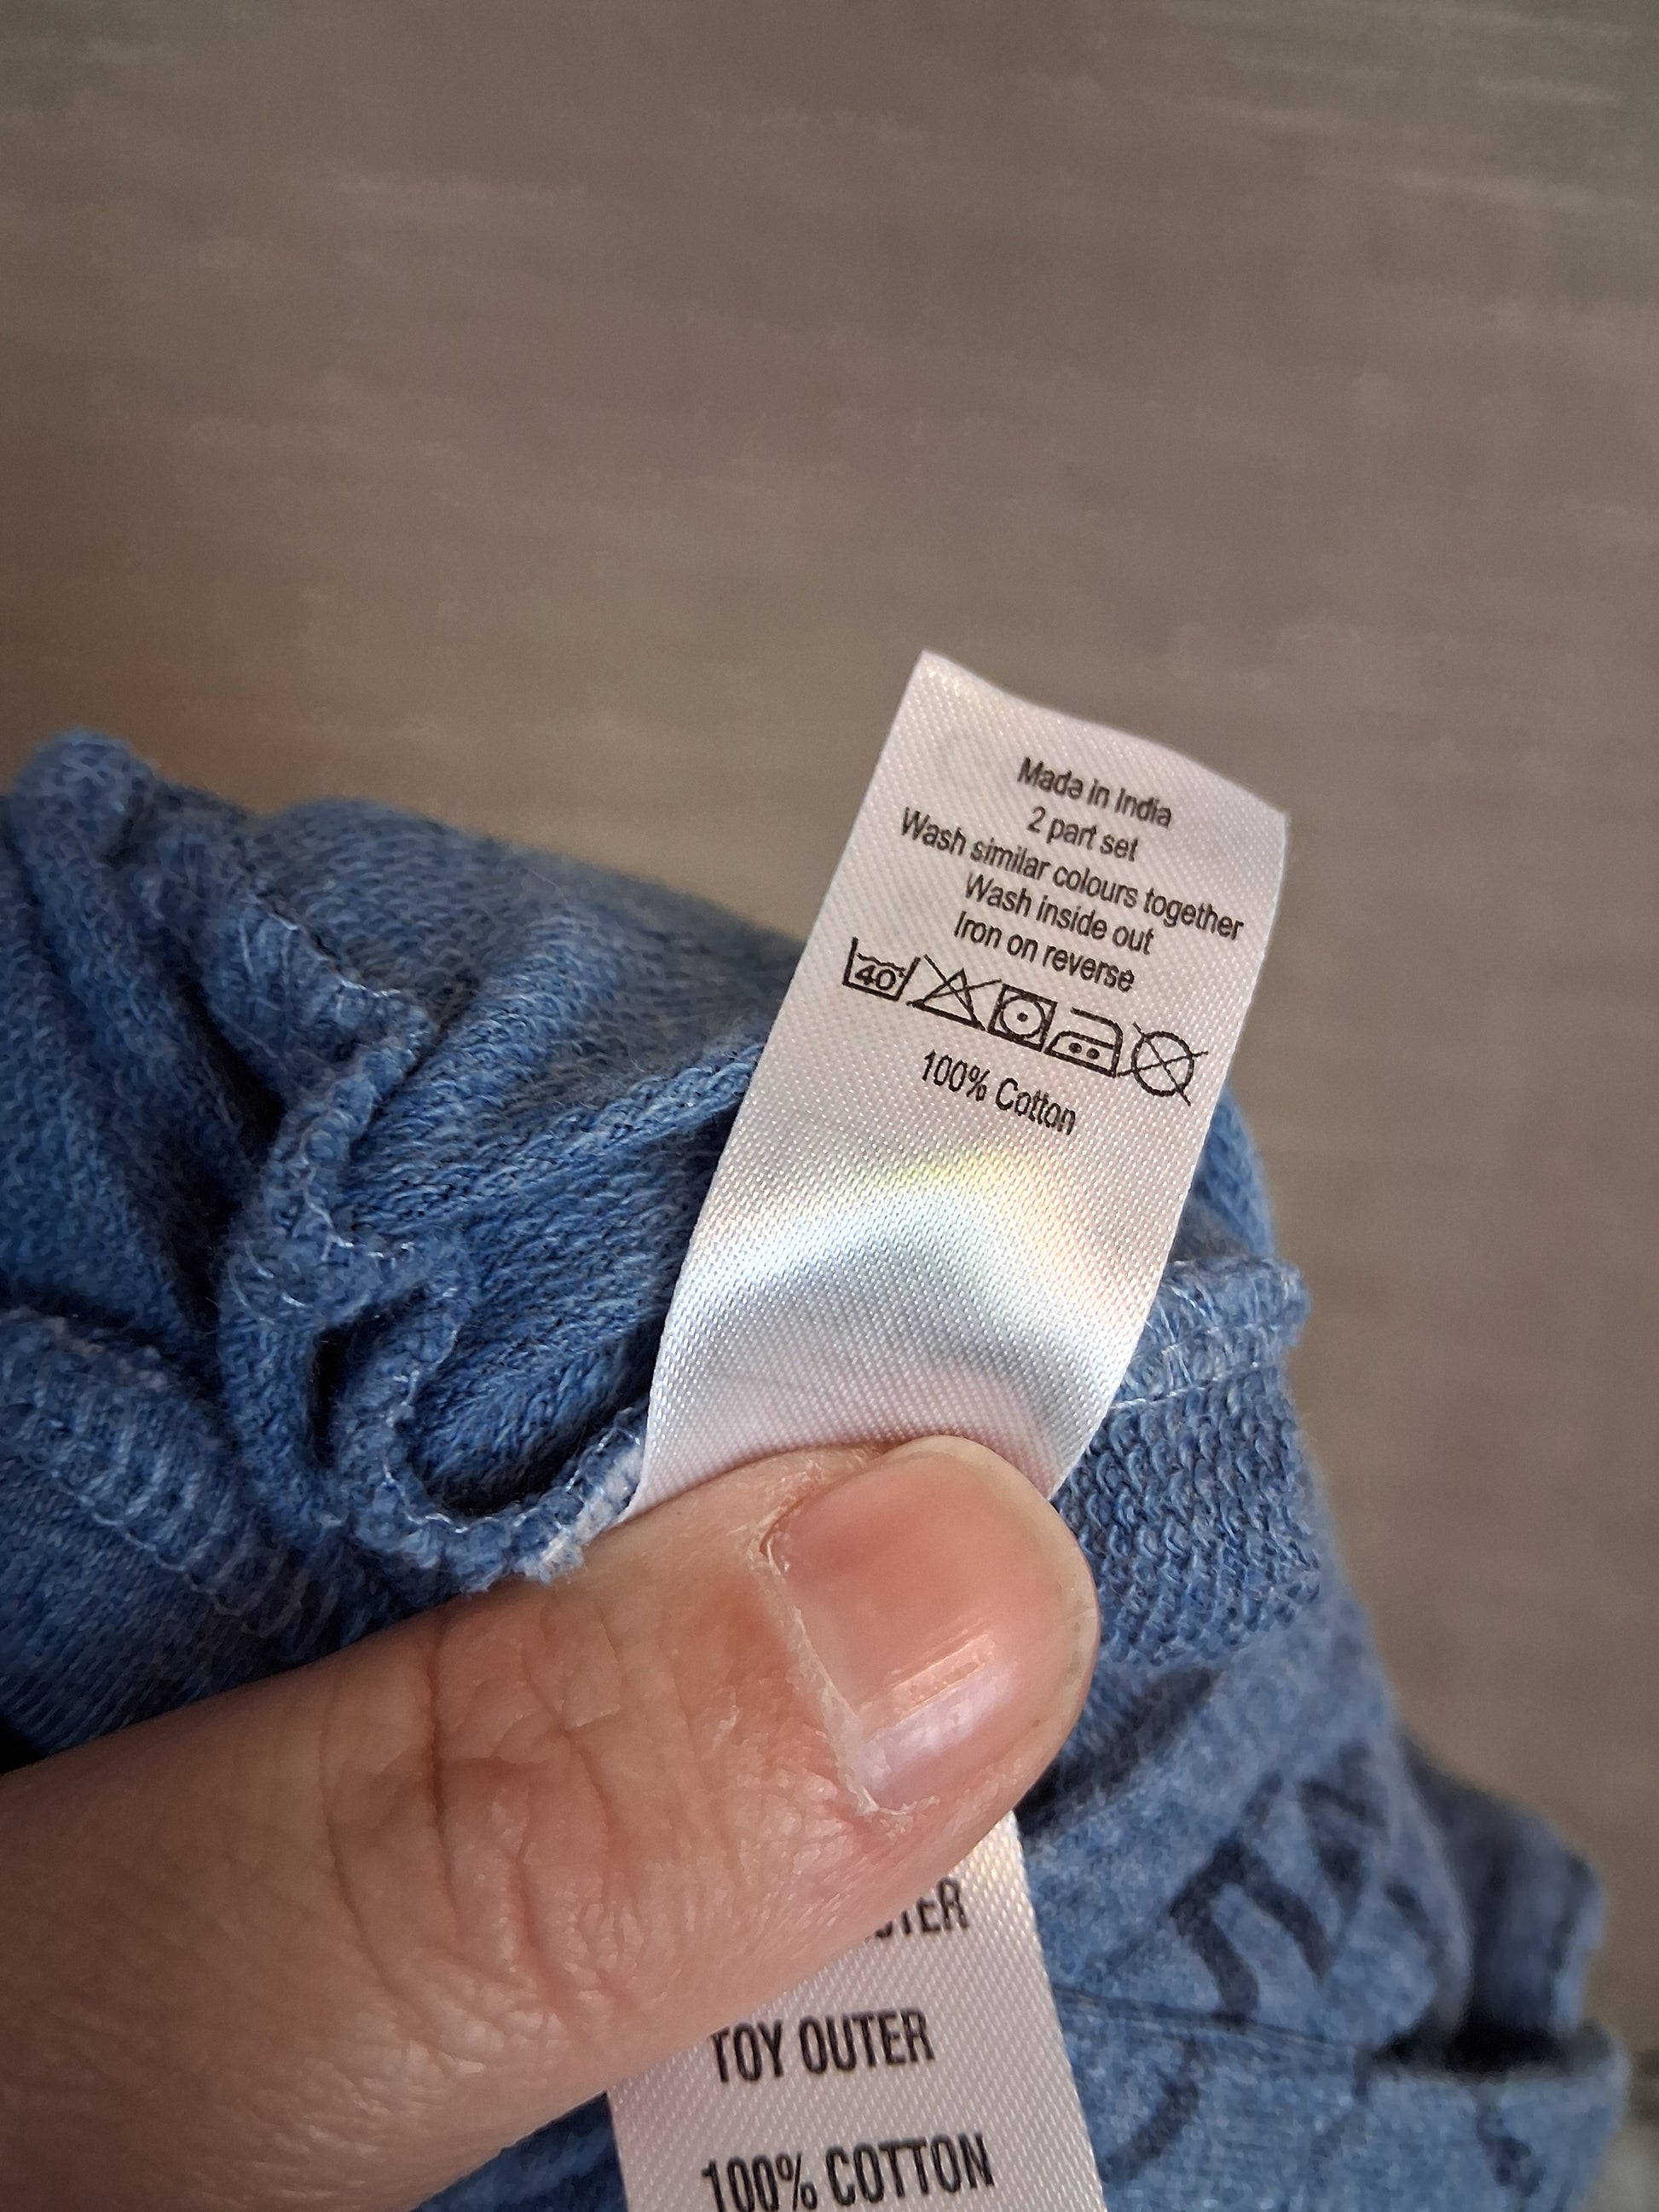 Made in India
2 part set
Wash similar colours together
Wash inside out
Iron on reverse
40
100% Cotton
TOY OUTER
100% COTTON